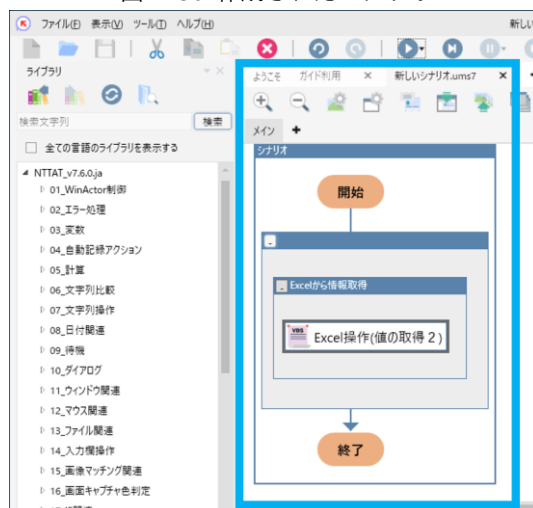 ファイル(F) 表示(V) ツール(T) ヘルプ(H)
ライブラリ
検索文字列
検索
全ての言語のライブラリを表示する
NTTAT_v7.6.0.ja
01_WinActor制御
02_エラー処理
03_変数
04_自動記録アクション
05_計算
06_文字列比較
07_文字列操作
08_日付関連
09_待機
10_ダイアログ
11_ウィンドウ関連
12_マウス関連
13_ファイル関連
14_入力欄操作
15_画像マッチング関連
16_画面キャプチャ色判定
ようこそ ガイド利用 × 新しいシナリオ.ums7 ×
メイン
シナリオ
開始
Excelから情報取得
VBS
Excel操作(値の取得２)
終了